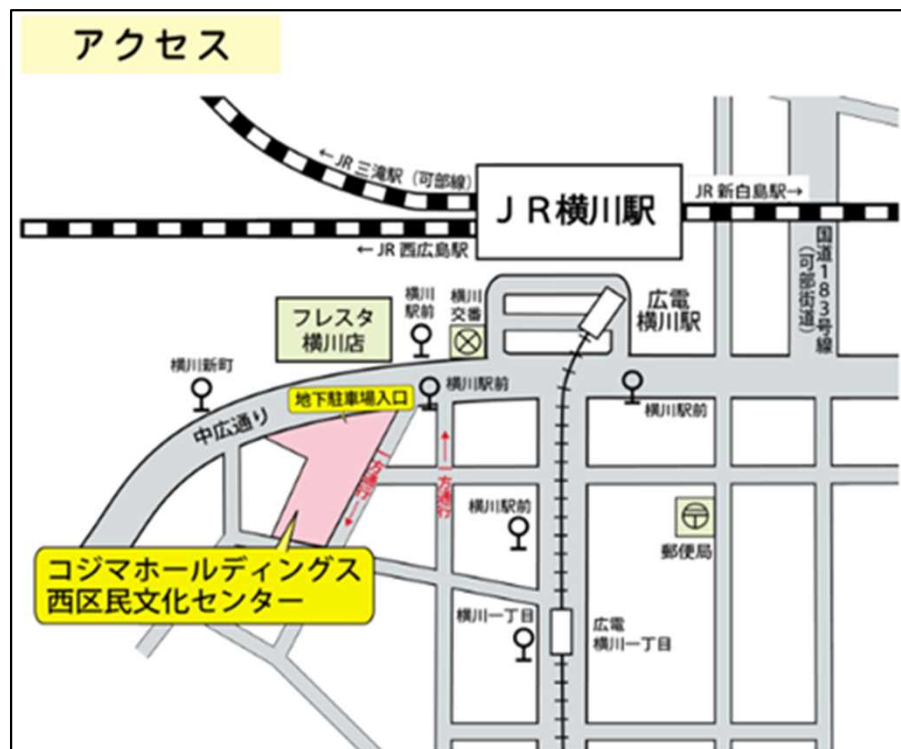 アクセス
← JR 三滝駅（可部線）
JR横川駅
JR 新白島駅→
← JR 西広島駅
国道183号線
（可部街道）
横川
駅前
横川
交番
広電
横川駅
フレスタ
横川店
横川新町
地下駐車場入口
横川駅前
横川駅前
中広通り
一方通行→
←一方通行
横川駅前
郵便局
コジマホールディングス
西区民文化センター
横川一丁目
広電
横川一丁目